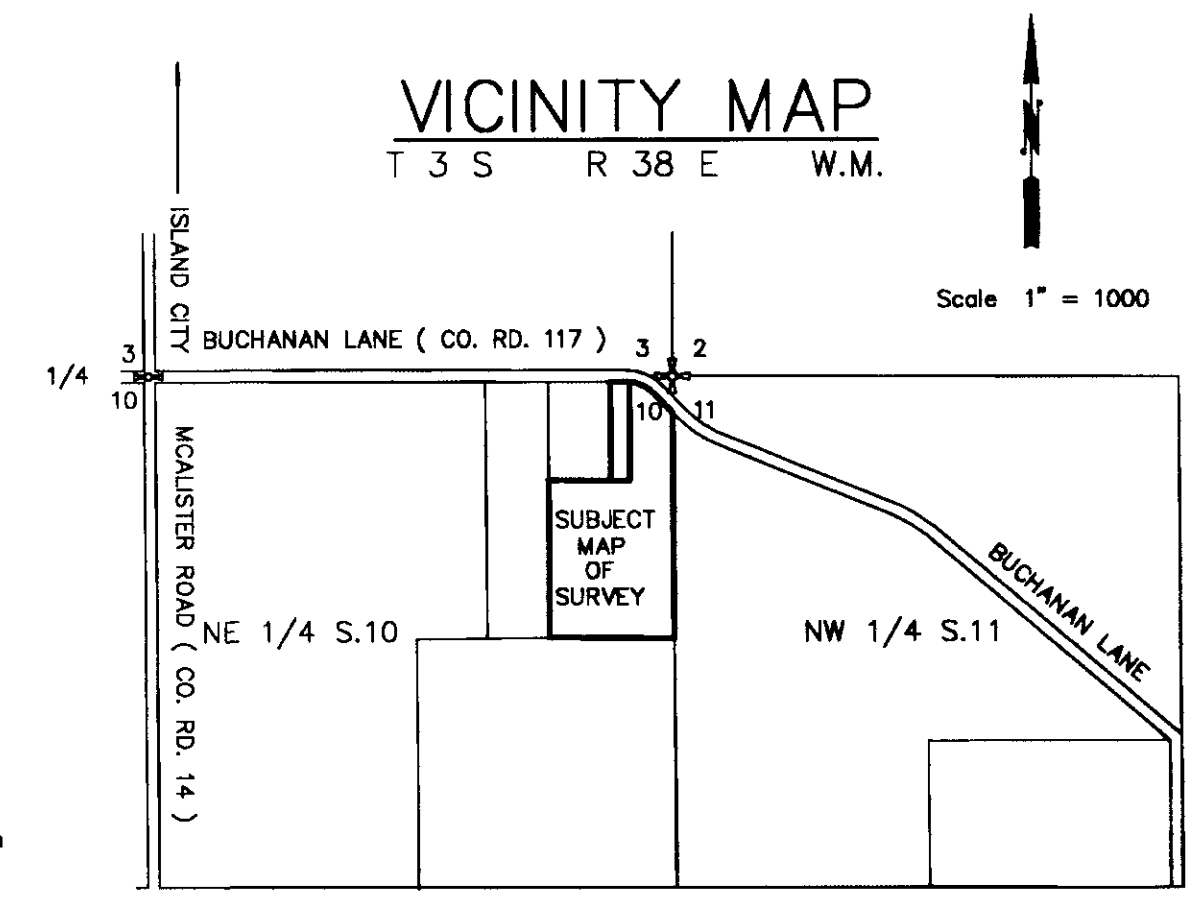 VICINITY MAP
T 3 S R 38 E W.M.
N
Scale 1" = 1000
ISLAND CITY
BUCHANAN LANE ( CO. RD. 117 )
3
3 2
1/4
10
10 11
MCALISTER ROAD ( CO. RD. 14 )
SUBJECT
MAP
OF
SURVEY
BUCHANAN LANE
NE 1/4 S.10
NW 1/4 S.11